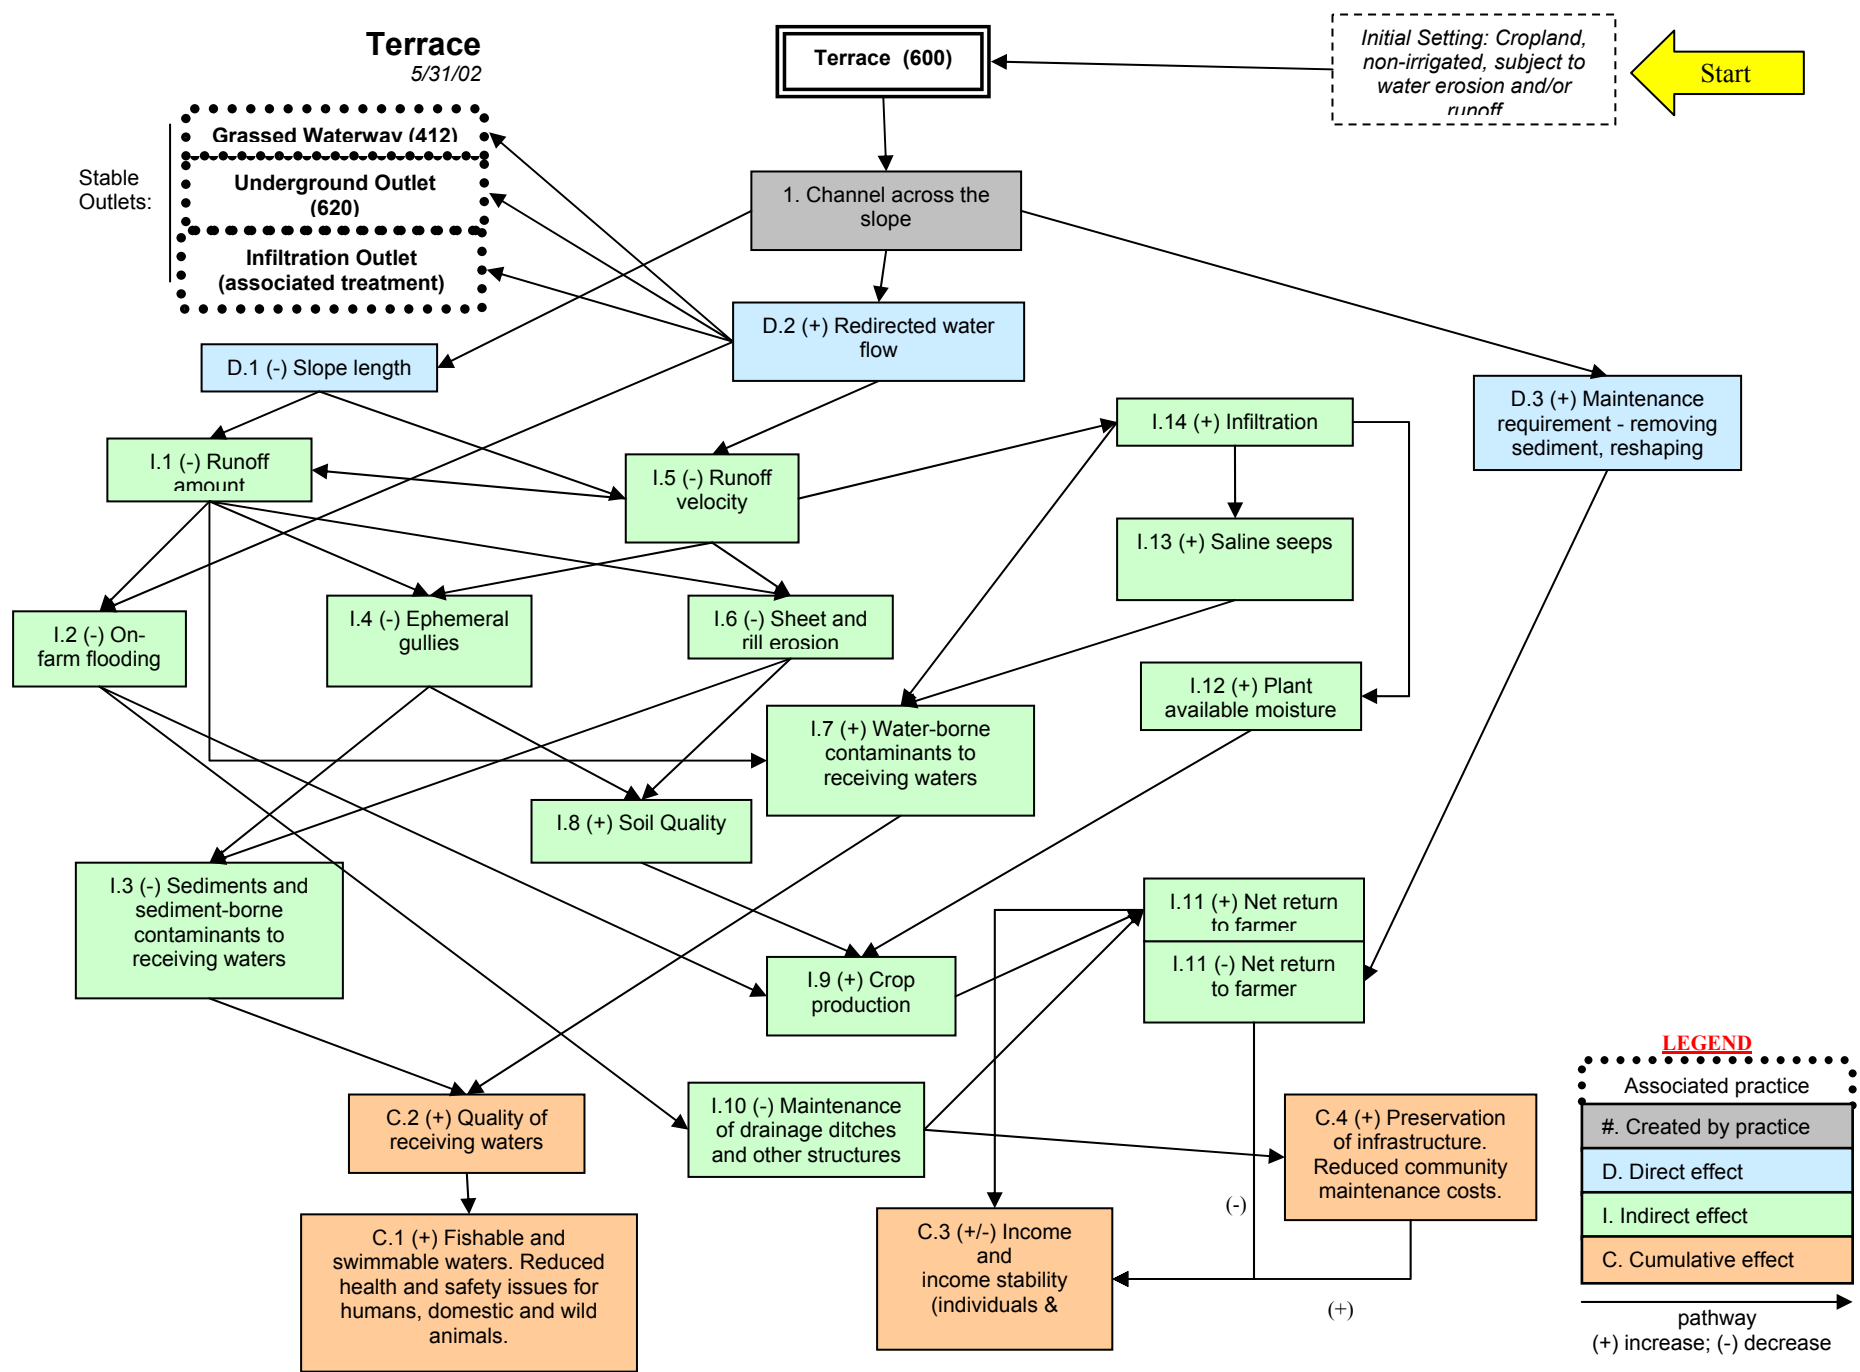 Terrace
5/31/02
Terrace (600)
Initial Setting: Cropland,
non-irrigated, subject to
water erosion and/or
runoff
Start
Stable
Outlets:
Grassed Waterway (412)
Underground Outlet
(620)
Infiltration Outlet
(associated treatment)
1. Channel across the
slope
D.2 (+) Redirected water
flow
D.1 (-) Slope length
D.3 (+) Maintenance
requirement - removing
sediment, reshaping
I.14 (+) Infiltration
I.1 (-) Runoff
amount
I.5 (-) Runoff
velocity
I.13 (+) Saline seeps
I.2 (-) On-
farm flooding
I.4 (-) Ephemeral
gullies
I.6 (-) Sheet and
rill erosion
I.12 (+) Plant
available moisture
I.7 (+) Water-borne
contaminants to
receiving waters
I.8 (+) Soil Quality
I.3 (-) Sediments and
sediment-borne
contaminants to
receiving waters
I.11 (+) Net return
to farmer
I.11 (-) Net return
to farmer
I.9 (+) Crop
production
C.2 (+) Quality of
receiving waters
I.10 (-) Maintenance
of drainage ditches
and other structures
C.4 (+) Preservation
of infrastructure.
Reduced community
maintenance costs.
(-)
C.1 (+) Fishable and
swimmable waters. Reduced
health and safety issues for
humans, domestic and wild
animals.
C.3 (+/-) Income
and
income stability
(individuals &
(+)
LEGEND
Associated practice
#. Created by practice
D. Direct effect
I. Indirect effect
C. Cumulative effect
pathway
(+) increase; (-) decrease